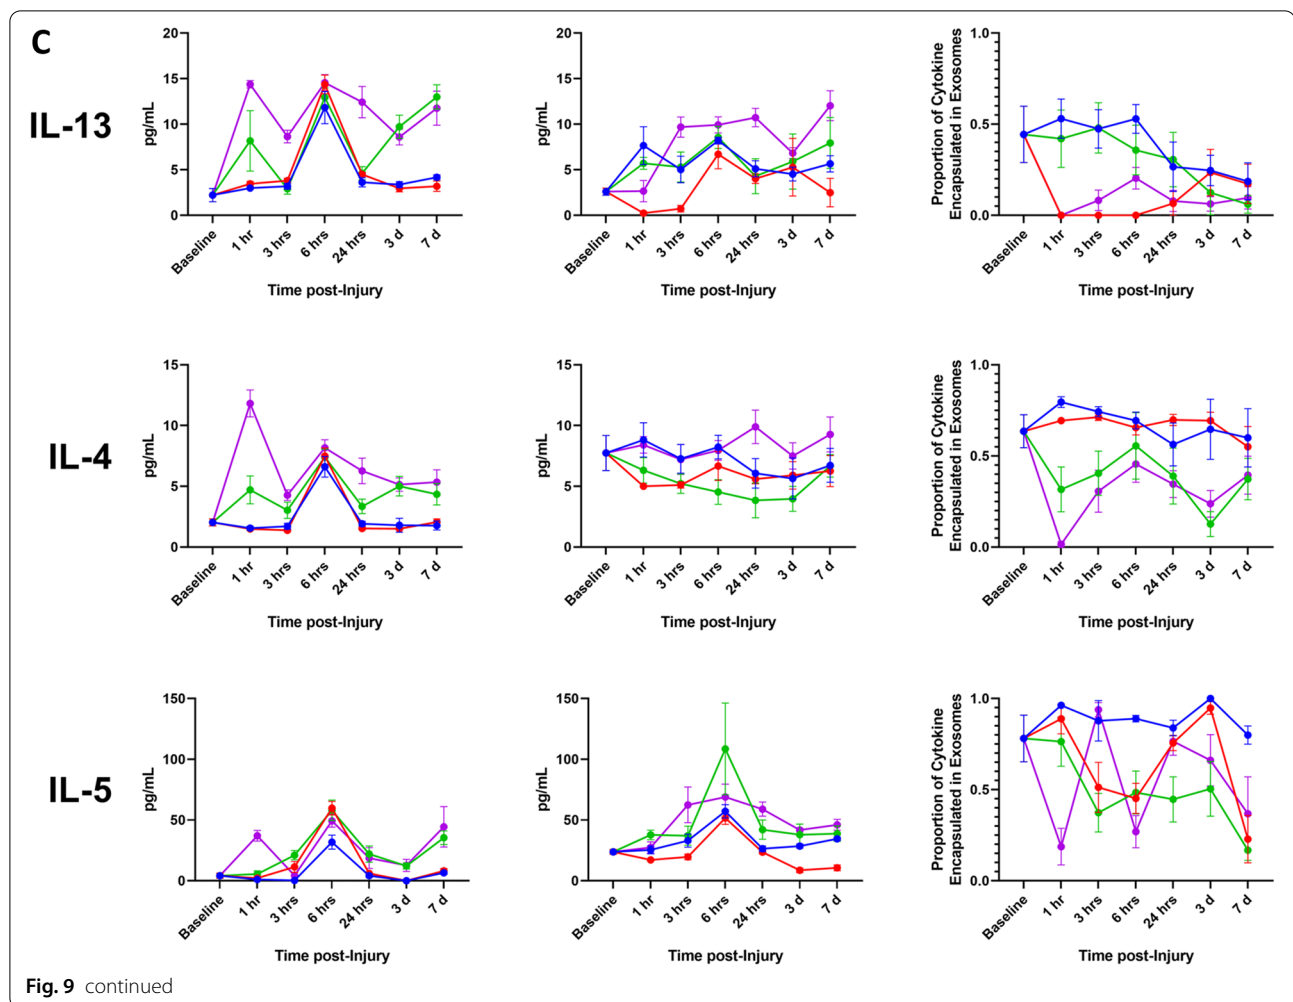 C
IL-13
pg/mL
20
15
10
5
0
Baseline
1 hr
3 hrs
6 hrs
24 hrs
3 d
7 d
Time post-Injury
pg/mL
20
15
10
5
0
Baseline
1 hr
3 hrs
6 hrs
24 hrs
3 d
7 d
Time post-Injury
Proportion of Cytokine
Encapsulated in Exosomes
1.0
0.5
0.0
Baseline
1 hr
3 hrs
6 hrs
24 hrs
3 d
7 d
Time post-Injury
IL-4
pg/mL
15
10
5
0
Baseline
1 hr
3 hrs
6 hrs
24 hrs
3 d
7 d
Time post-Injury
pg/mL
15
10
5
0
Baseline
1 hr
3 hrs
6 hrs
24 hrs
3 d
7 d
Time post-Injury
Proportion of Cytokine
Encapsulated in Exosomes
1.0
0.5
0.0
Baseline
1 hr
3 hrs
6 hrs
24 hrs
3 d
7 d
Time post-Injury
IL-5
pg/mL
150
100
50
0
Baseline
1 hr
3 hrs
6 hrs
24 hrs
3 d
7 d
Time post-Injury
pg/mL
150
100
50
0
Baseline
1 hr
3 hrs
6 hrs
24 hrs
3 d
7 d
Time post-Injury
Proportion of Cytokine
Encapsulated in Exosomes
1.0
0.5
0.0
Baseline
1 hr
3 hrs
6 hrs
24 hrs
3 d
7 d
Time post-Injury
Fig. 9 continued